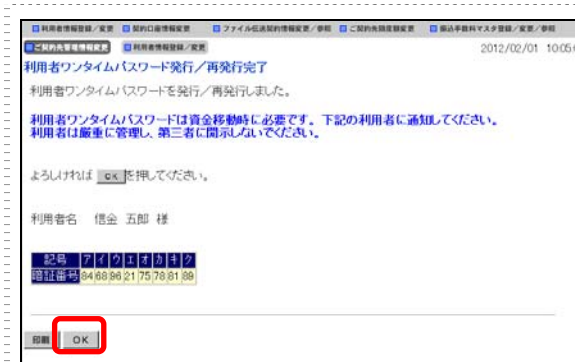 利用者情報登録／変更 契約口座情報変更 ファイル伝送契約情報変更／参照 ご契約先限度額変更 振込手数料マスタ登録／変更／参照
ご契約先管理情報変更 利用者情報登録／変更
2012/02/01 10:05:
利用者ワンタイムパスワード発行／再発行完了
利用者ワンタイムパスワードを発行／再発行しました。
利用者ワンタイムパスワードは資金移動時に必要です。下記の利用者に通知してください。
利用者は厳重に管理し、第三者に開示しないでください。
よろしければ OK を押してください。
利用者名 信金 五郎 様
記号 ア イ ウ エ オ カ キ ク
暗証番号 84 68 96 21 75 78 81 89
印刷 OK